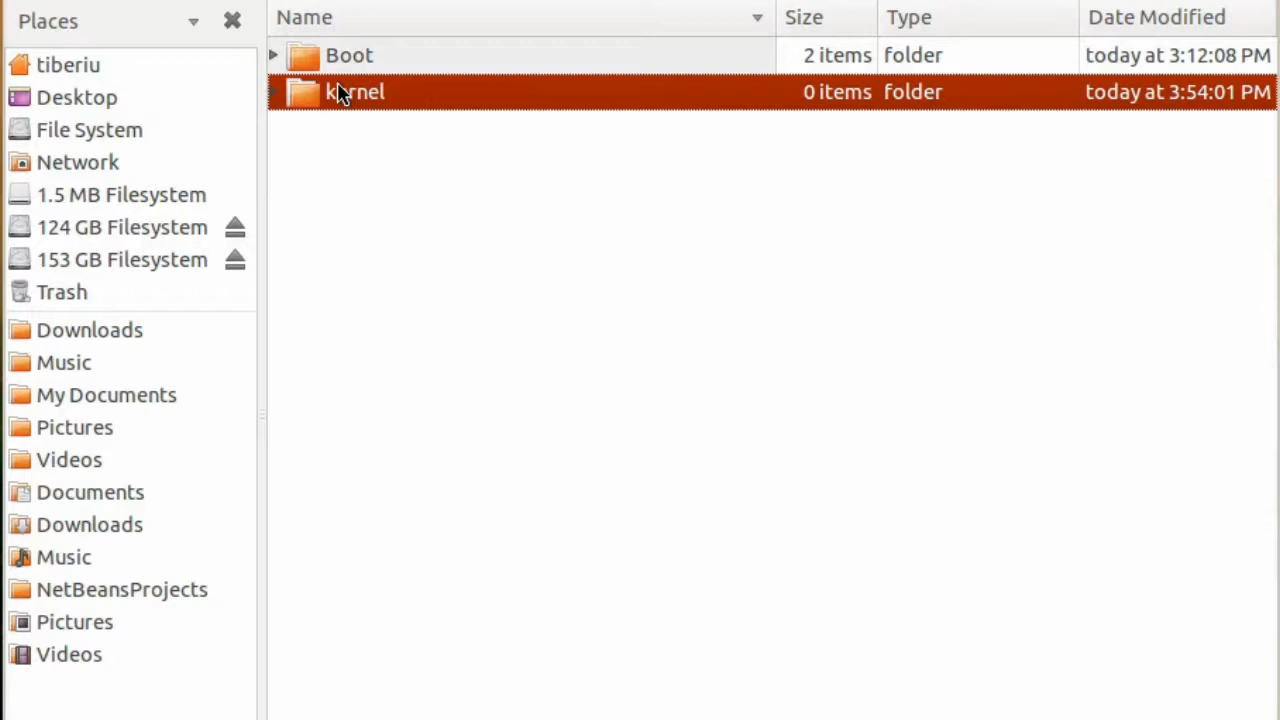 Places
tiberiu
Desktop
File System
Network
1.5 MB Filesystem
124 GB Filesystem
153 GB Filesystem
Trash
Downloads
Music
My Documents
Pictures
Videos
Documents
Downloads
Music
NetBeansProjects
Pictures
Videos
Name Size Type Date Modified
Boot 2 items folder today at 3:12:08 PM
kernel 0 items folder today at 3:54:01 PM